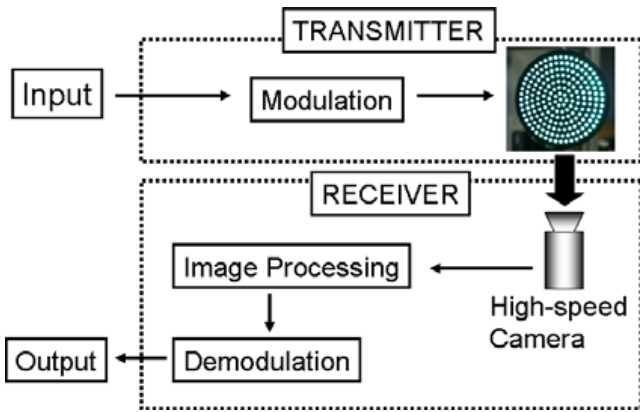 TRANSMITTER
Input
Modulation
RECEIVER
Image Processing
High-speed
Camera
Output
Demodulation